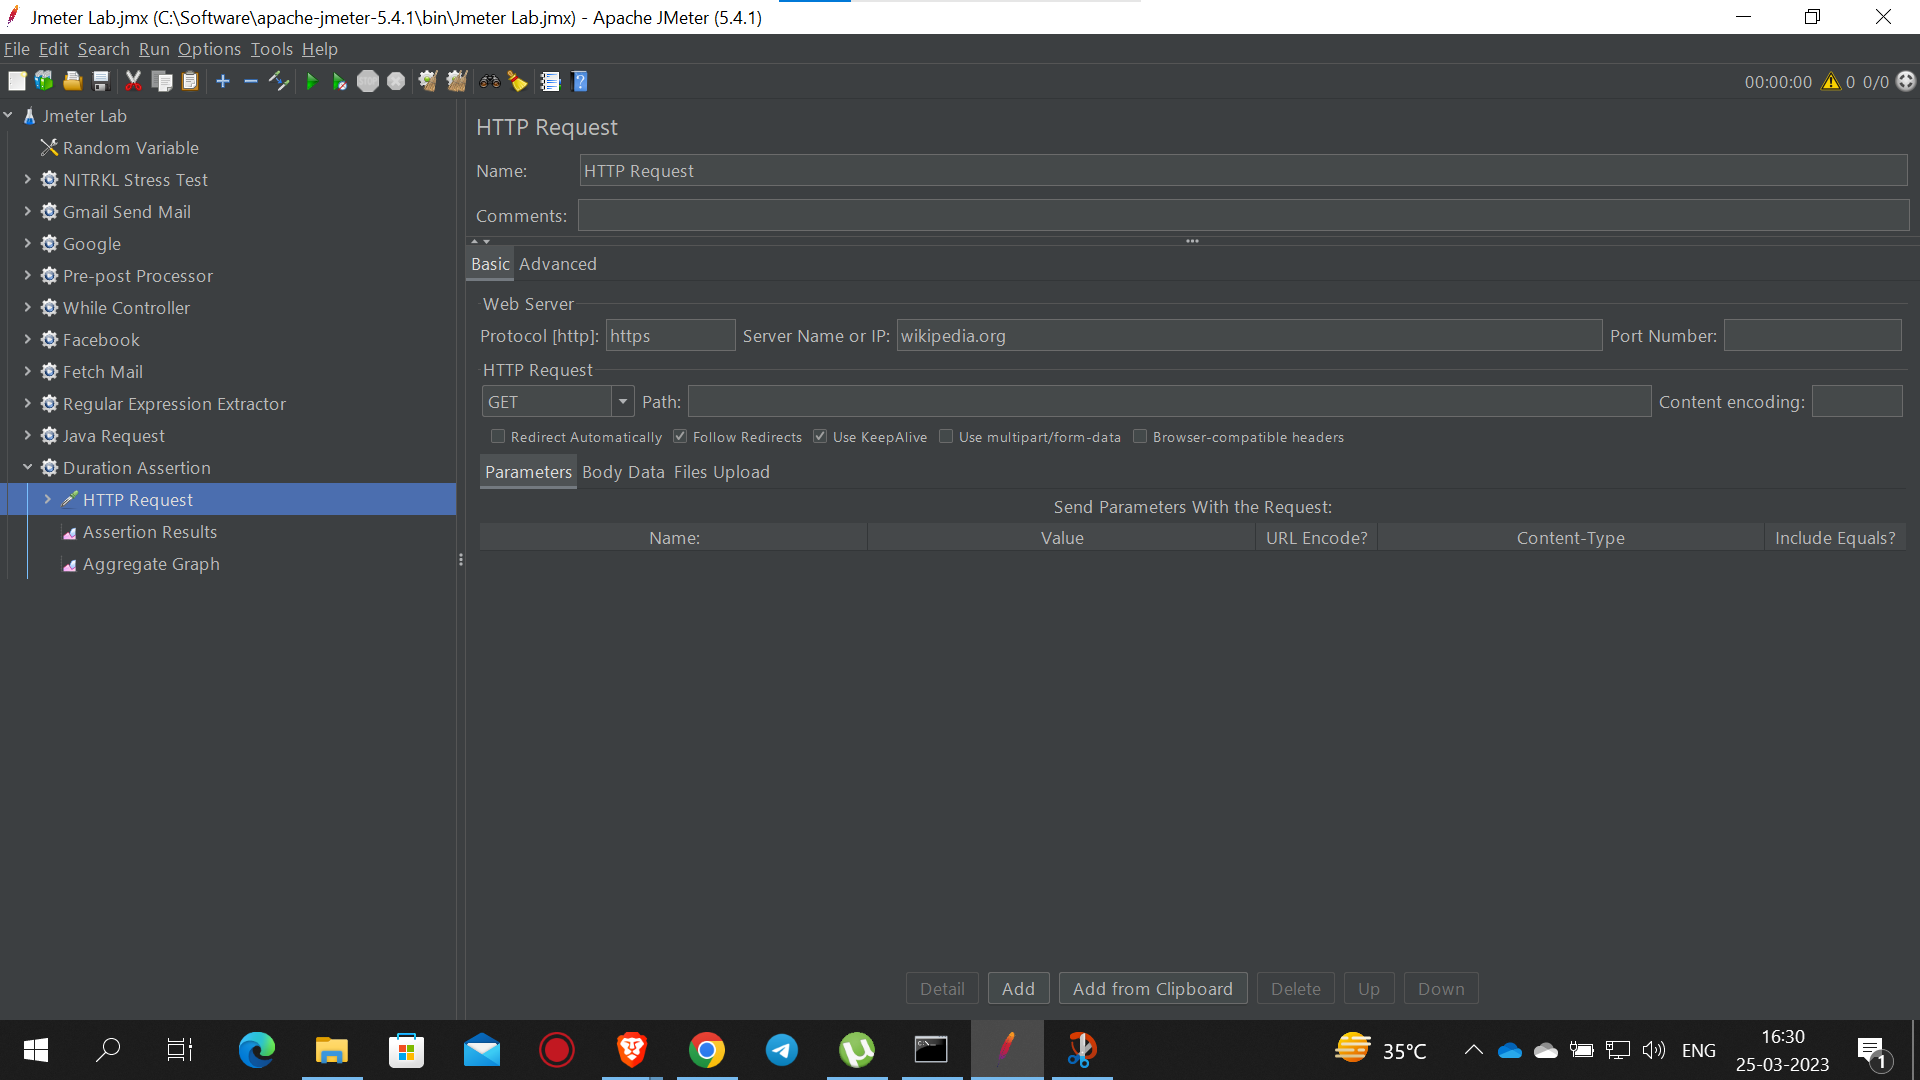 Jmeter Lab.jmx (C:\Software\apache-jmeter-5.4.1\bin\Jmeter Lab.jmx) - Apache JMeter (5.4.1)
File Edit Search Run Options Tools Help
00:00:00 0 0/0
Jmeter Lab
Random Variable
NITRKL Stress Test
Gmail Send Mail
Google
Pre-post Processor
While Controller
Facebook
Fetch Mail
Regular Expression Extractor
Java Request
Duration Assertion
HTTP Request
Assertion Results
Aggregate Graph
HTTP Request
Name: HTTP Request
Comments:
Basic Advanced
Web Server
Protocol [http]: https Server Name or IP: wikipedia.org Port Number:
HTTP Request
GET Path: Content encoding:
Redirect Automatically Follow Redirects Use KeepAlive Use multipart/form-data Browser-compatible headers
Parameters Body Data Files Upload
Send Parameters With the Request:
Name: Value URL Encode? Content-Type Include Equals?
Detail Add Add from Clipboard Delete Up Down
35°C ENG 16:30
25-03-2023 1